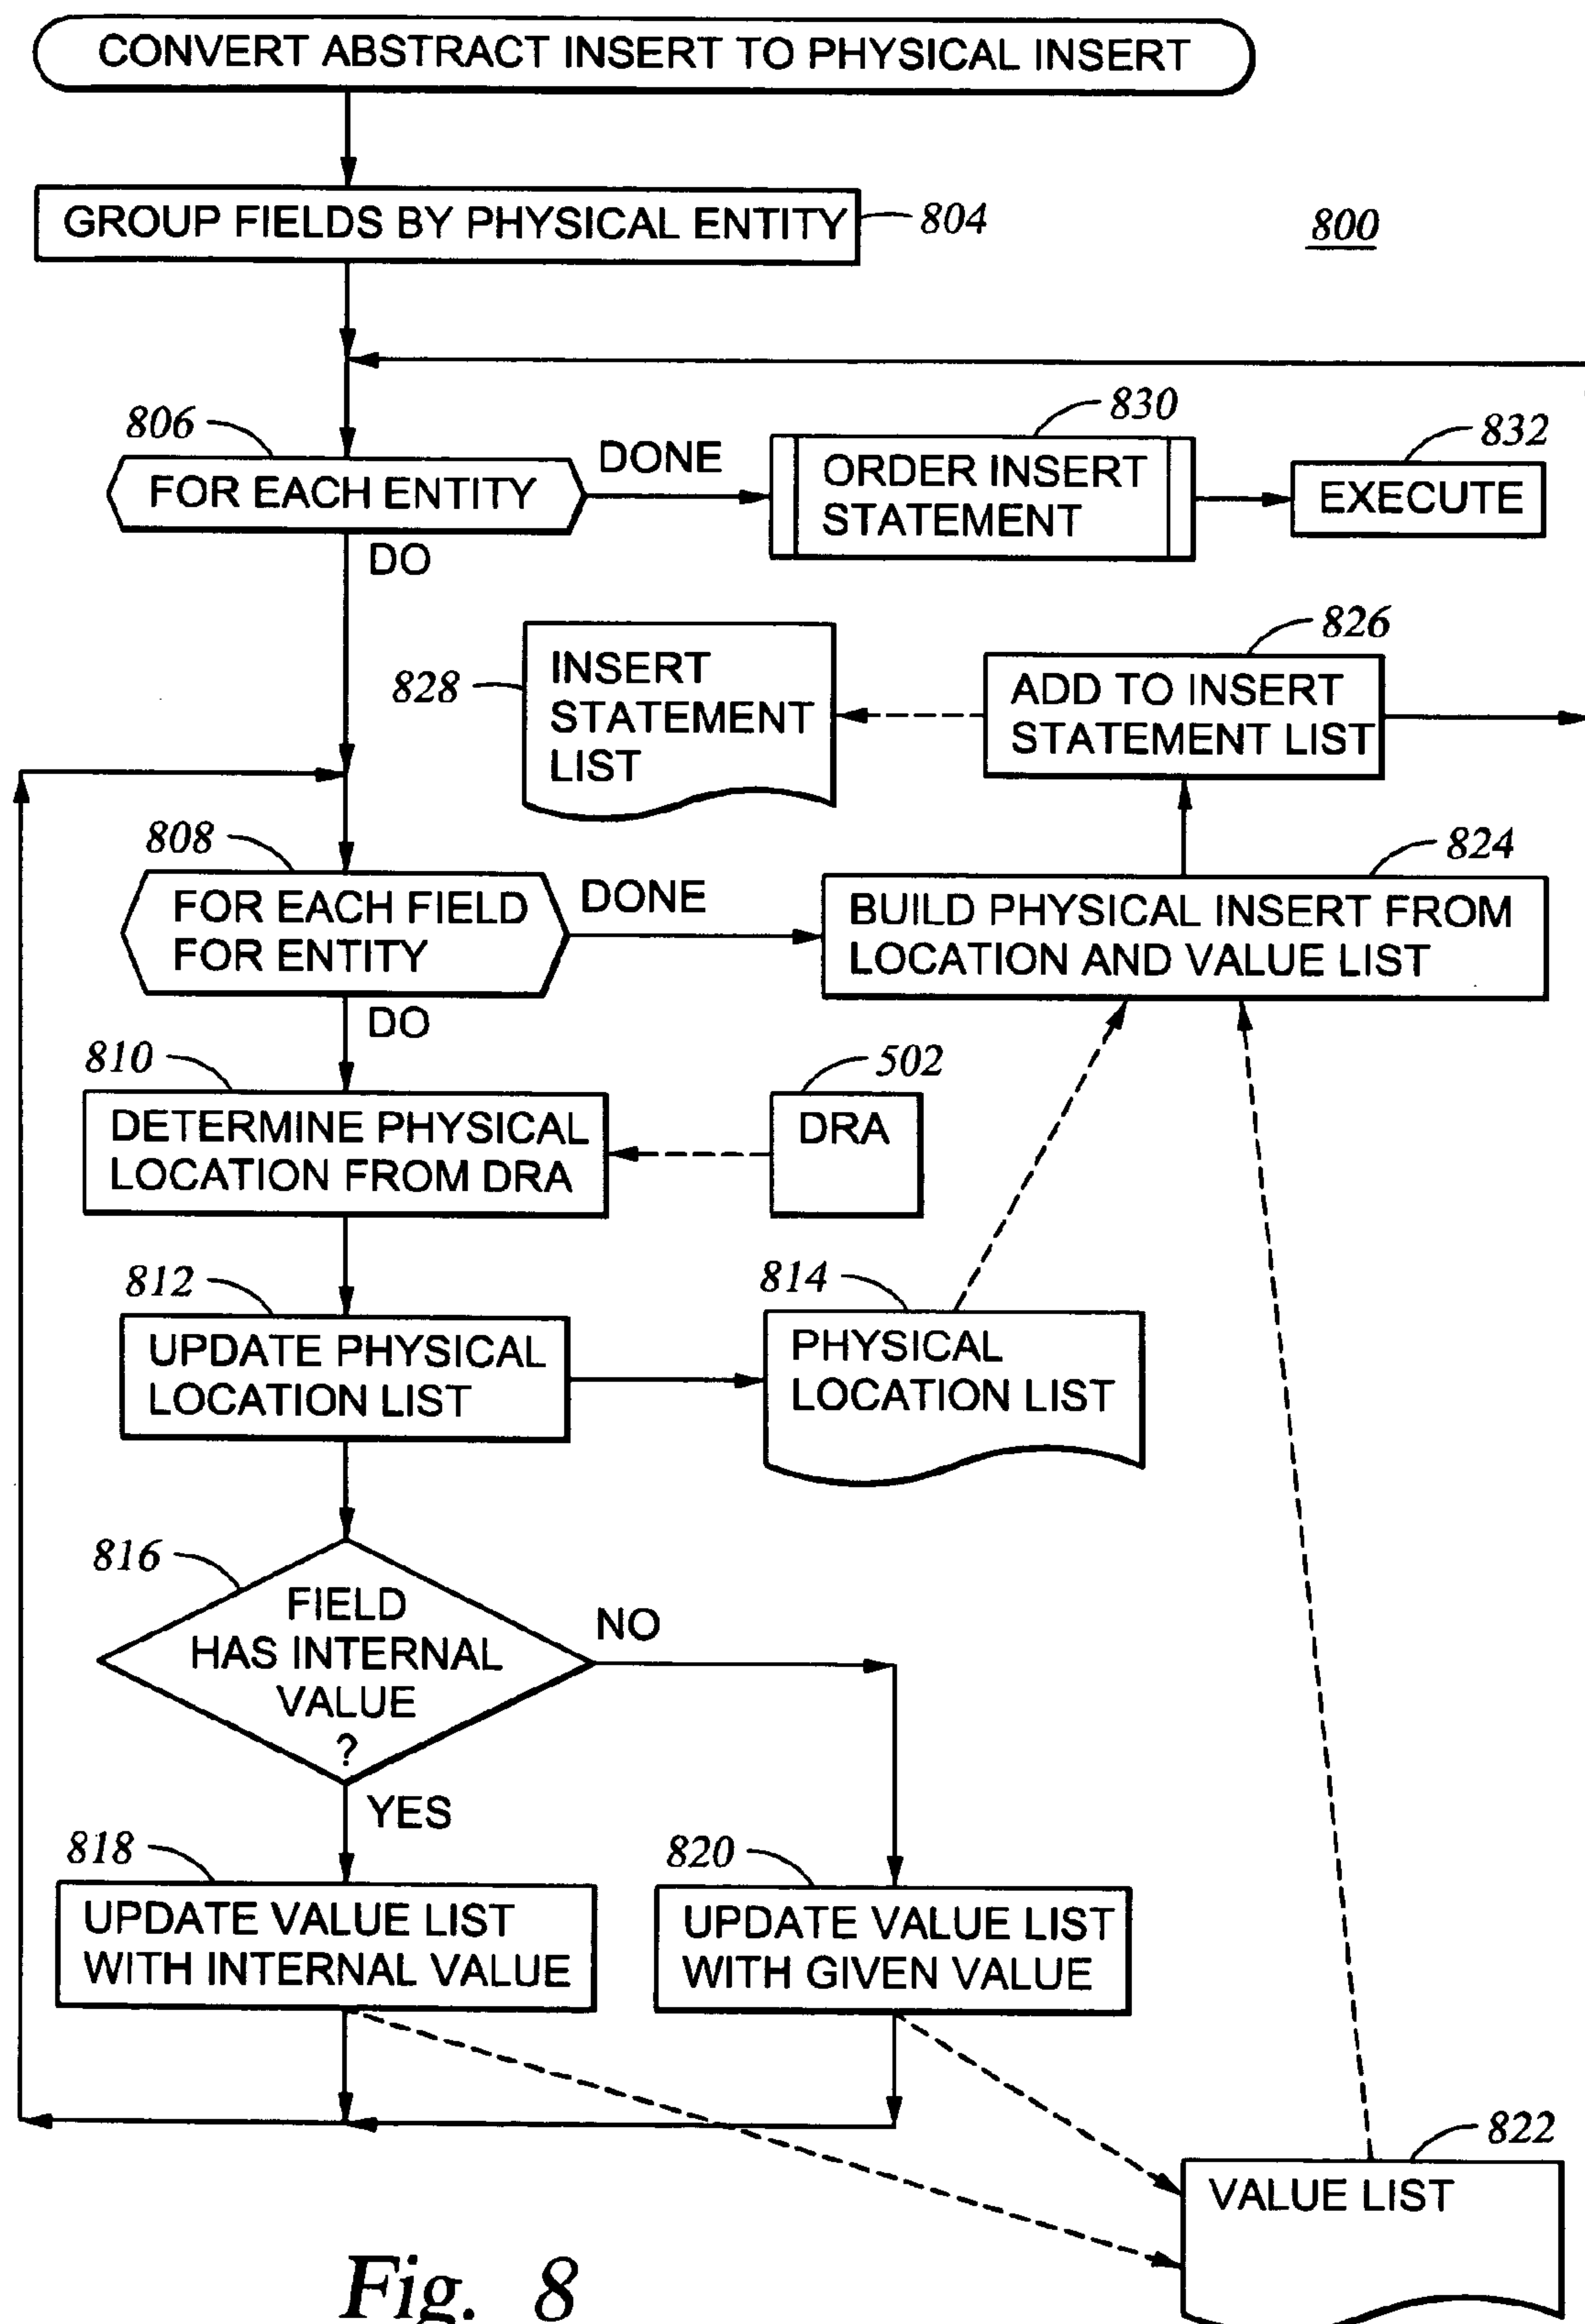 CONVERT ABSTRACT INSERT TO PHYSICAL INSERT
GROUP FIELDS BY PHYSICAL ENTITY
804
800
806
FOR EACH ENTITY
DONE
830
ORDER INSERT
STATEMENT
832
EXECUTE
DO
828
INSERT
STATEMENT
LIST
826
ADD TO INSERT
STATEMENT LIST
808
FOR EACH FIELD
FOR ENTITY
DONE
824
BUILD PHYSICAL INSERT FROM
LOCATION AND VALUE LIST
DO
810
DETERMINE PHYSICAL
LOCATION FROM DRA
502
DRA
812
UPDATE PHYSICAL
LOCATION LIST
814
PHYSICAL
LOCATION LIST
816
FIELD
HAS INTERNAL
VALUE
?
NO
YES
818
UPDATE VALUE LIST
WITH INTERNAL VALUE
820
UPDATE VALUE LIST
WITH GIVEN VALUE
822
VALUE LIST
Fig. 8